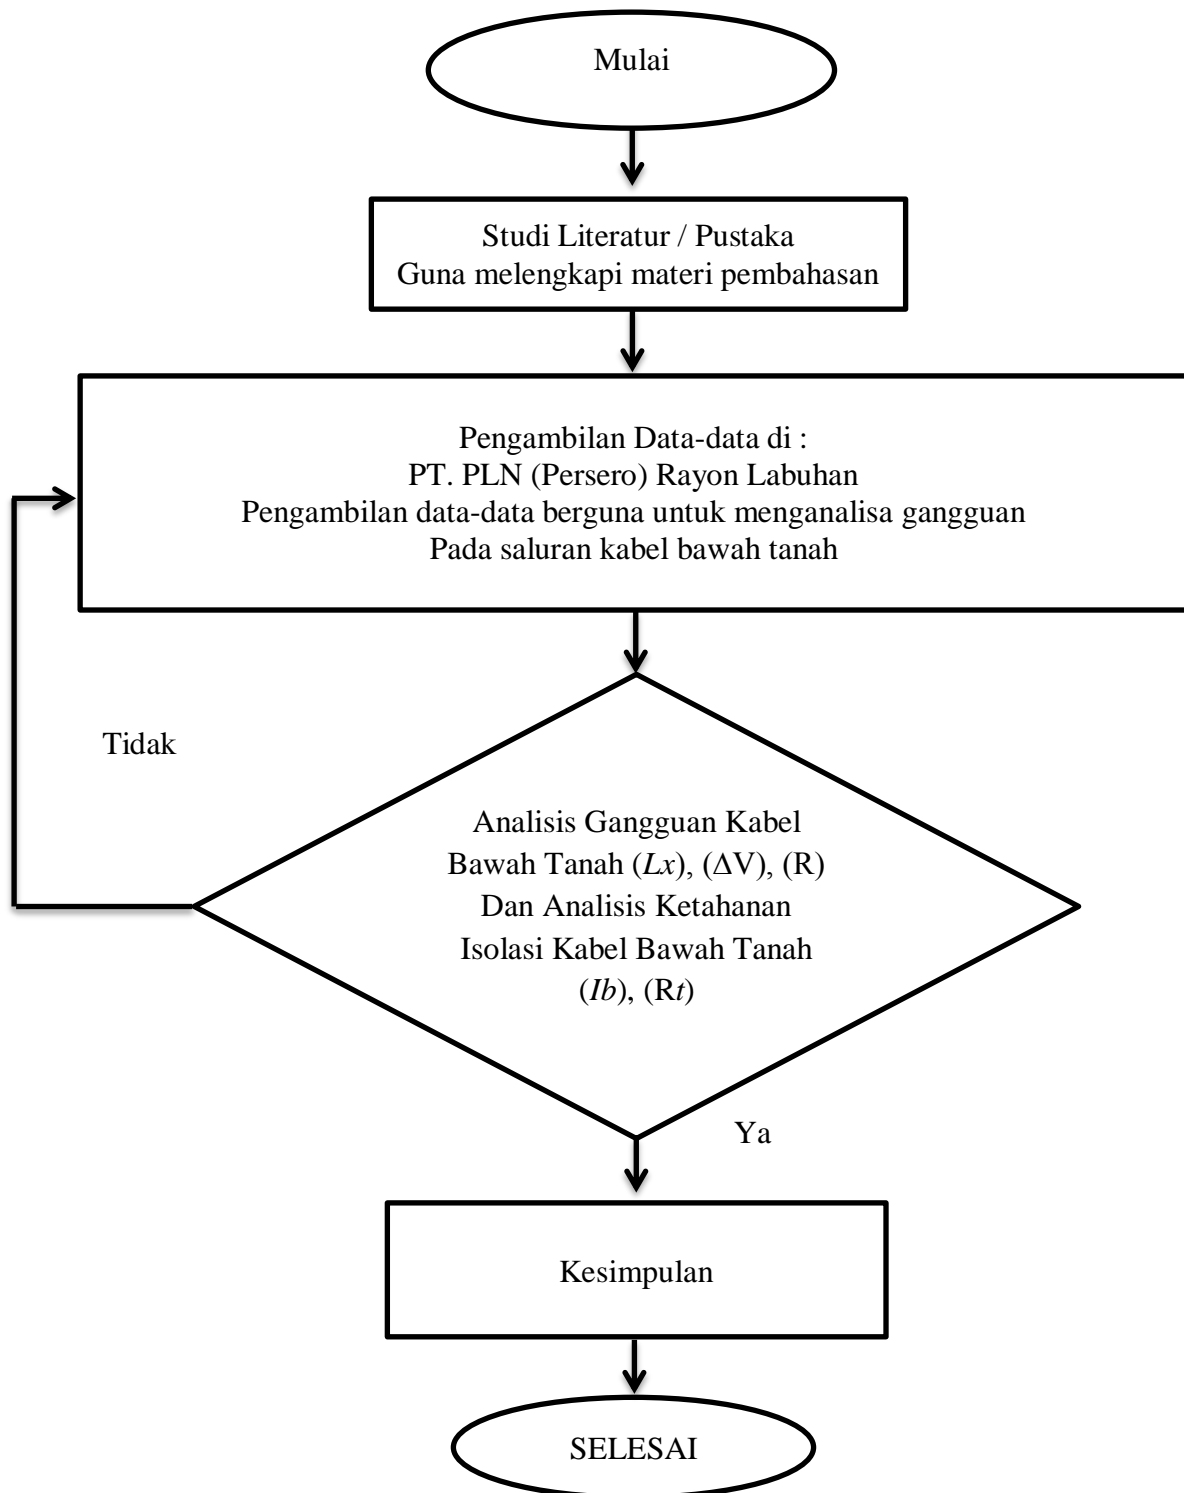 Mulai
Studi Literatur / Pustaka
Guna melengkapi materi pembahasan
Pengambilan Data-data di :
PT. PLN (Persero) Rayon Labuhan
Pengambilan data-data berguna untuk menganalisa gangguan
Pada saluran kabel bawah tanah
Tidak
Analisis Gangguan Kabel
Bawah Tanah (Lx), (ΔV), (R)
Dan Analisis Ketahanan
Isolasi Kabel Bawah Tanah
(Ib), (Rt)
Ya
Kesimpulan
SELESAI